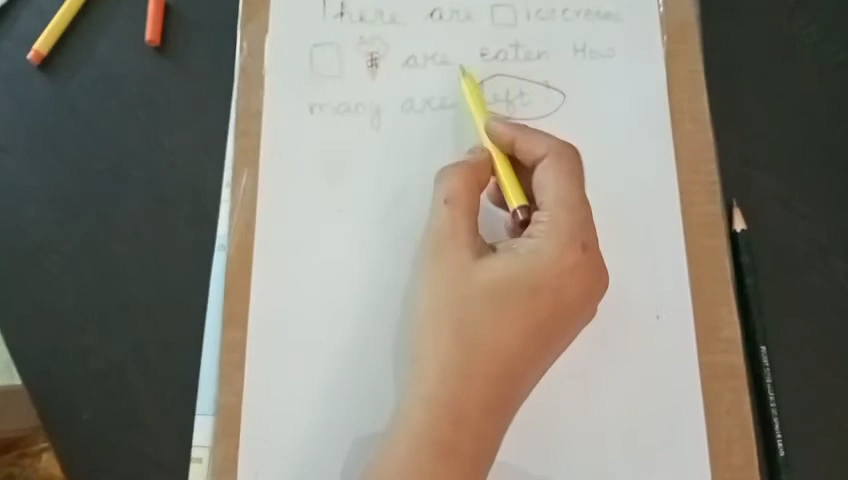 There are □ icecreams
□ are eaten How
many are left?